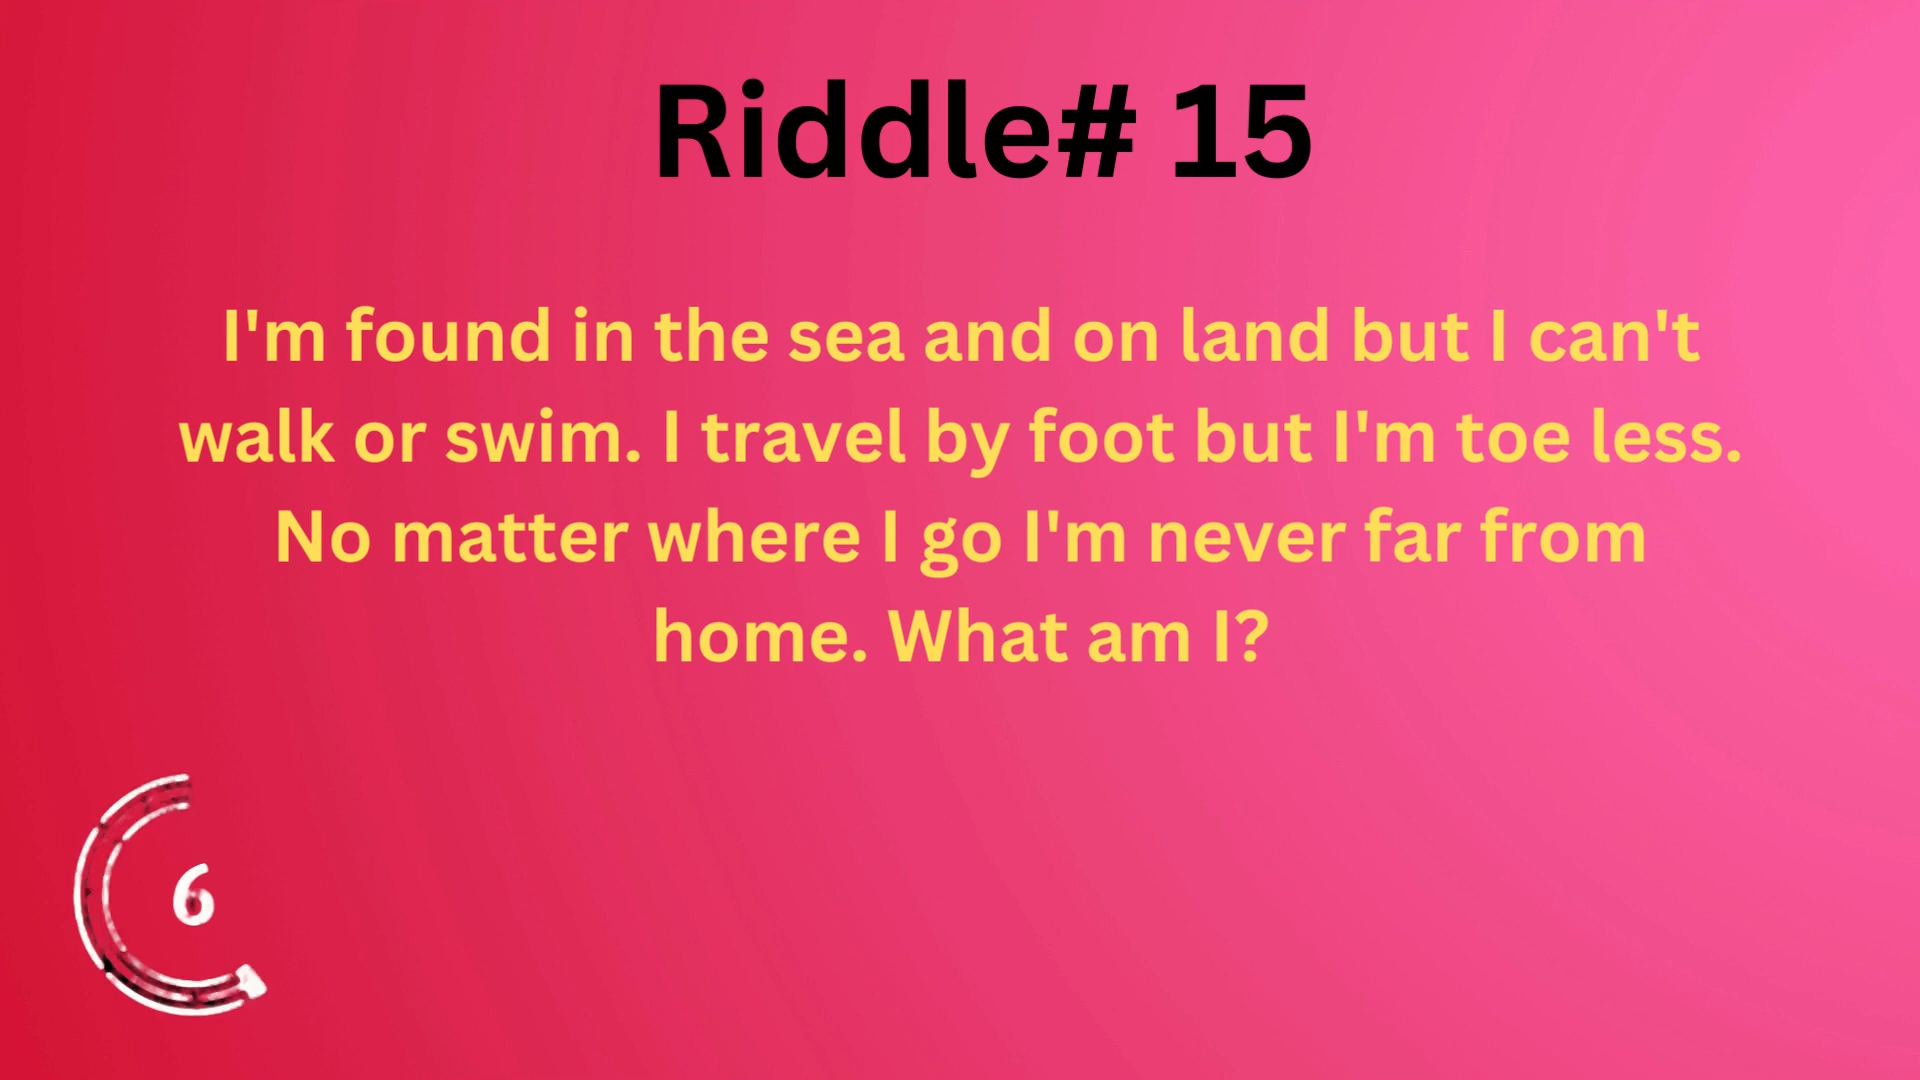 Riddle# 15
I'm found in the sea and on land but I can't
walk or swim. I travel by foot but I'm toe less.
No matter where I go I'm never far from
home. What am I?
6